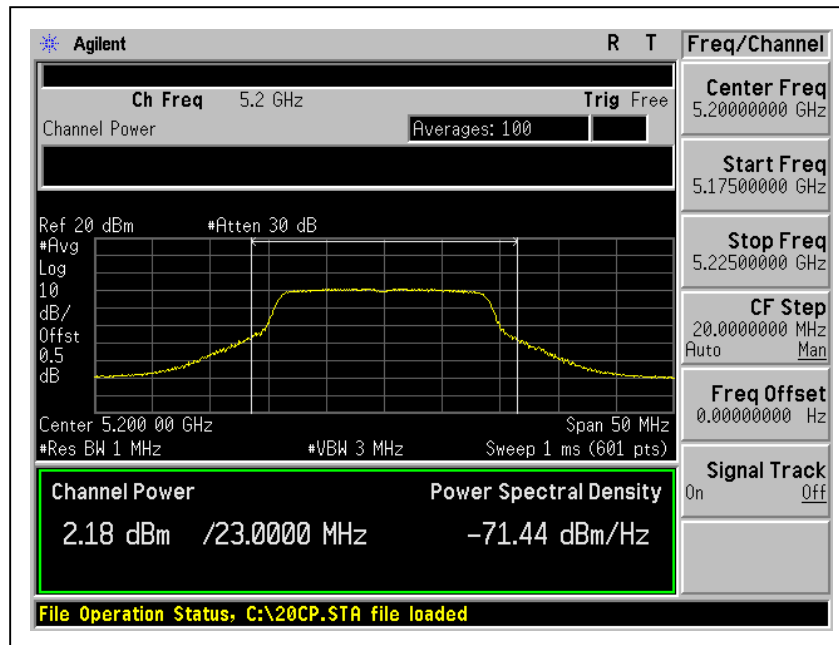 Agilent R T
Ch Freq 5.2 GHz Trig Free
Channel Power Averages: 100
Ref 20 dBm #Atten 30 dB
#Avg
Log
10
dB/
Offst
0.5
dB
Center 5.200 00 GHz Span 50 MHz
#Res BW 1 MHz #VBW 3 MHz Sweep 1 ms (601 pts)
Channel Power Power Spectral Density
2.18 dBm /23.0000 MHz -71.44 dBm/Hz
File Operation Status, C:\20CP.STA file loaded
Freq/Channel
Center Freq
5.20000000 GHz
Start Freq
5.17500000 GHz
Stop Freq
5.22500000 GHz
CF Step
20.0000000 MHz
Auto Man
Freq Offset
0.00000000 Hz
Signal Track
On Off